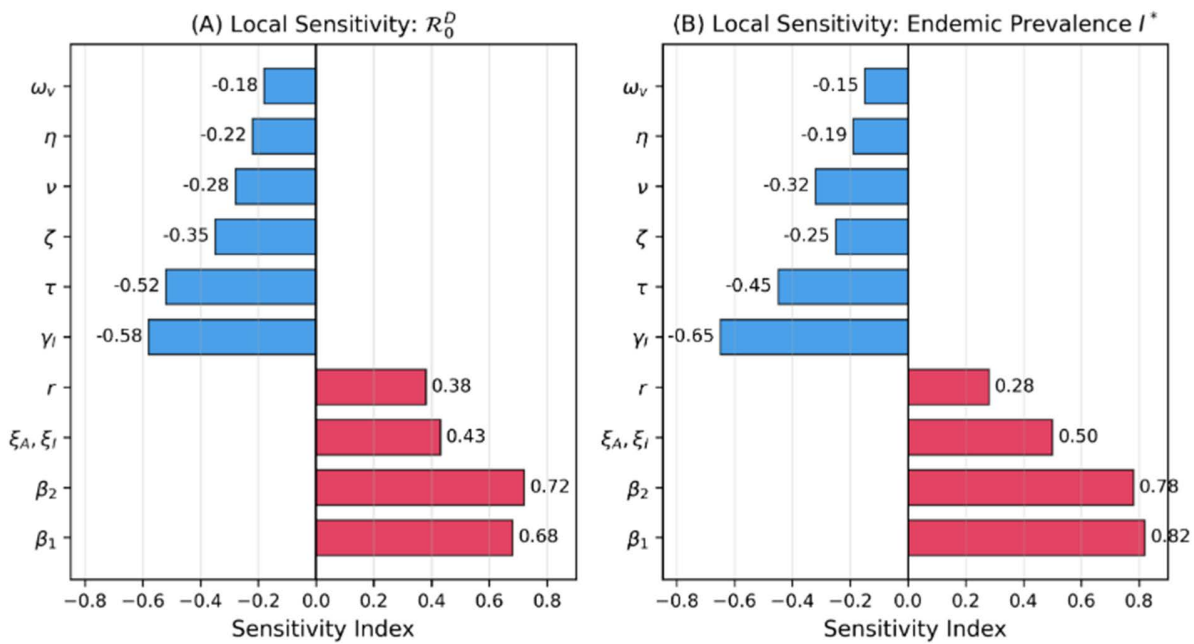 (A) Local Sensitivity: ℛ₀ᴰ
ωᵥ
-0.18
η
-0.22
ν
-0.28
ζ
-0.35
τ
-0.52
γ_I
-0.58
r
0.38
ξ_A, ξ_I
0.43
β₂
0.72
β₁
0.68
−0.8 −0.6 −0.4 −0.2 0.0 0.2 0.4 0.6 0.8
Sensitivity Index
(B) Local Sensitivity: Endemic Prevalence I*
ωᵥ
-0.15
η
-0.19
ν
-0.32
ζ
-0.25
τ
-0.45
γ_I
-0.65
r
0.28
ξ_A, ξ_I
0.50
β₂
0.78
β₁
0.82
−0.8 −0.6 −0.4 −0.2 0.0 0.2 0.4 0.6 0.8
Sensitivity Index